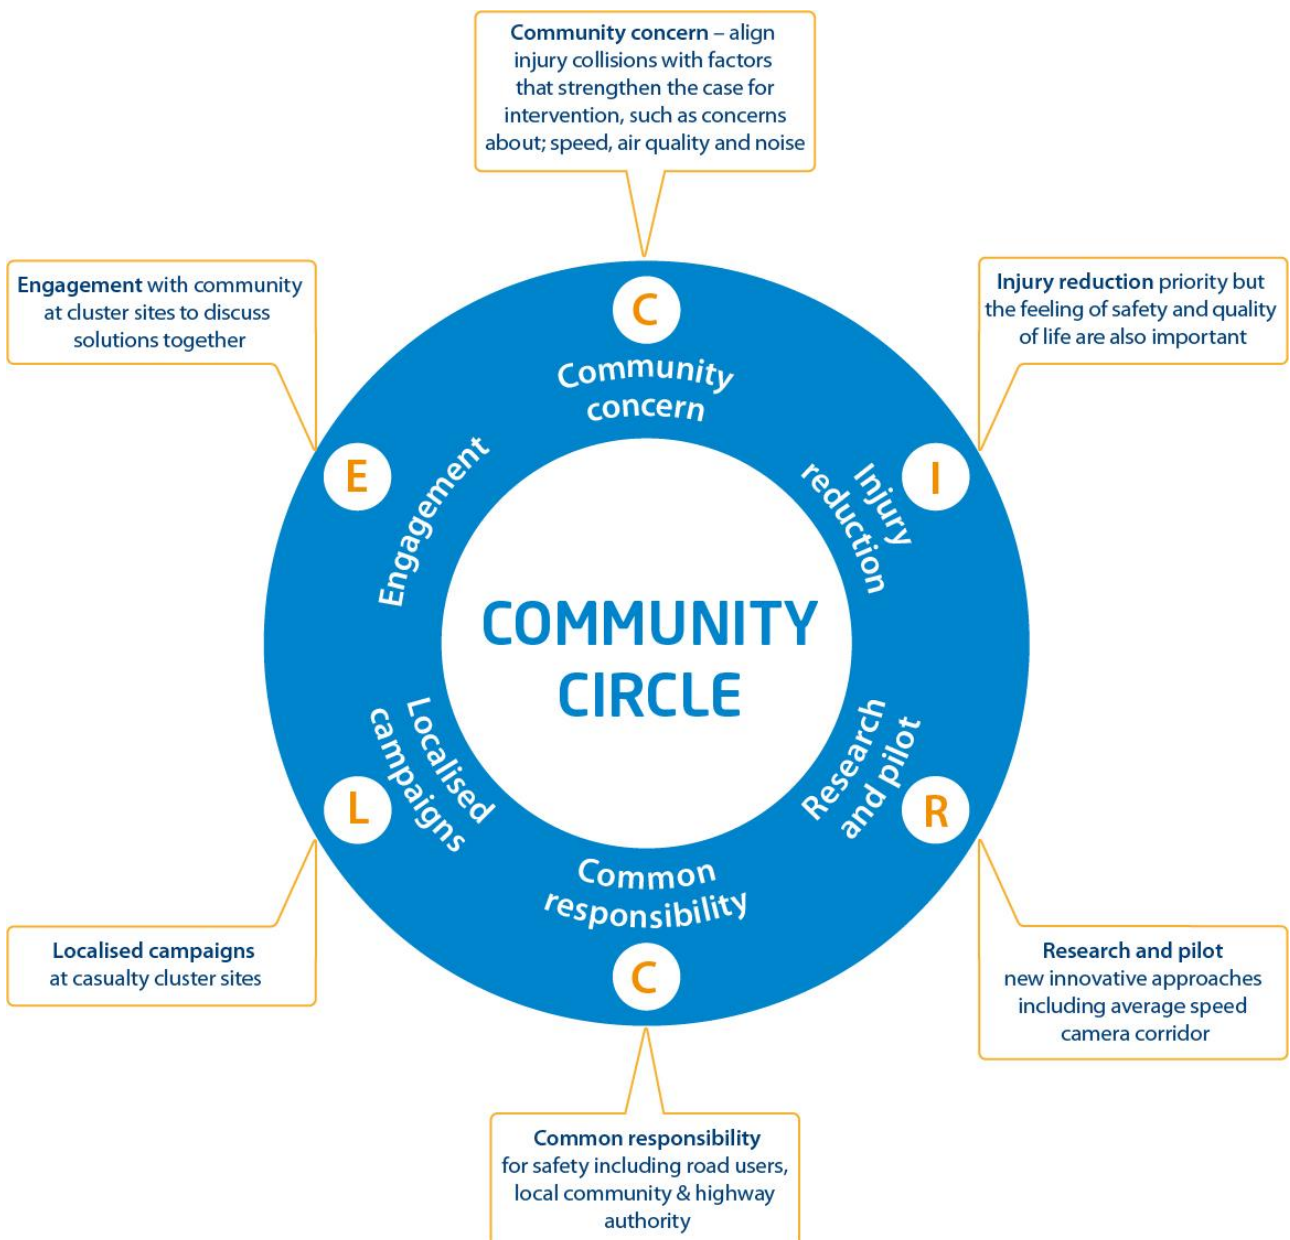 Community concern – align
injury collisions with factors
that strengthen the case for
intervention, such as concerns
about; speed, air quality and noise
Engagement with community
at cluster sites to discuss
solutions together
Injury reduction priority but
the feeling of safety and quality
of life are also important
C
Community
concern
I
Injury
reduction
R
Research
and pilot
C
Common
responsibility
L
Localised
campaigns
E
Engagement
COMMUNITY
CIRCLE
Localised campaigns
at casualty cluster sites
Research and pilot
new innovative approaches
including average speed
camera corridor
Common responsibility
for safety including road users,
local community & highway
authority